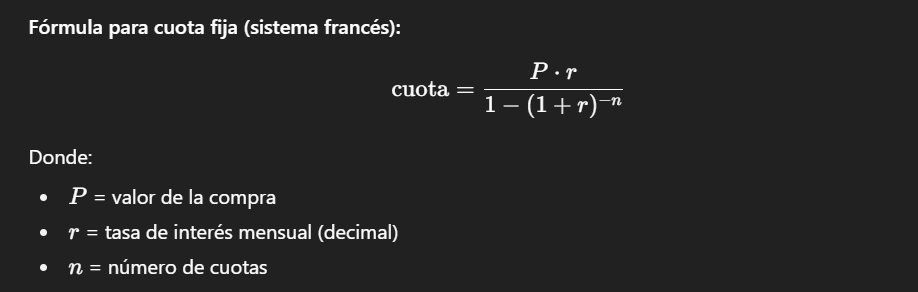 Fórmula para cuota fija (sistema francés):
cuota = \frac{P \cdot r}{1 - (1 + r)^{-n}}
Donde:
• P = valor de la compra
• r = tasa de interés mensual (decimal)
• n = número de cuotas